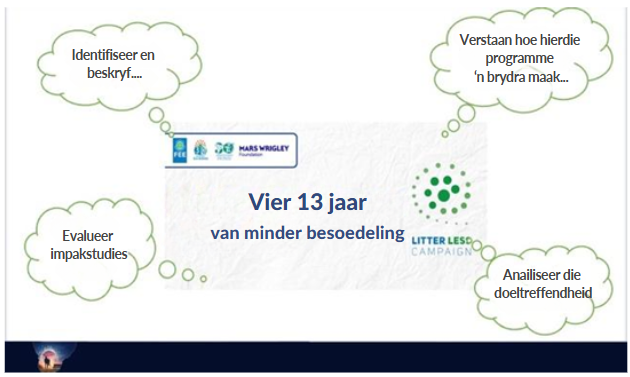 Identifiseer en
beskryf....
Verstaan hoe hierdie
programme
'n brydra maak...
FEE
MARS WRIGLEY
Foundation
Vier 13 jaar
van minder besoedeling
LITTER LESS
CAMPAIGN
Evalueer
impakstudies
Anailiseer die
doeltreffendheid